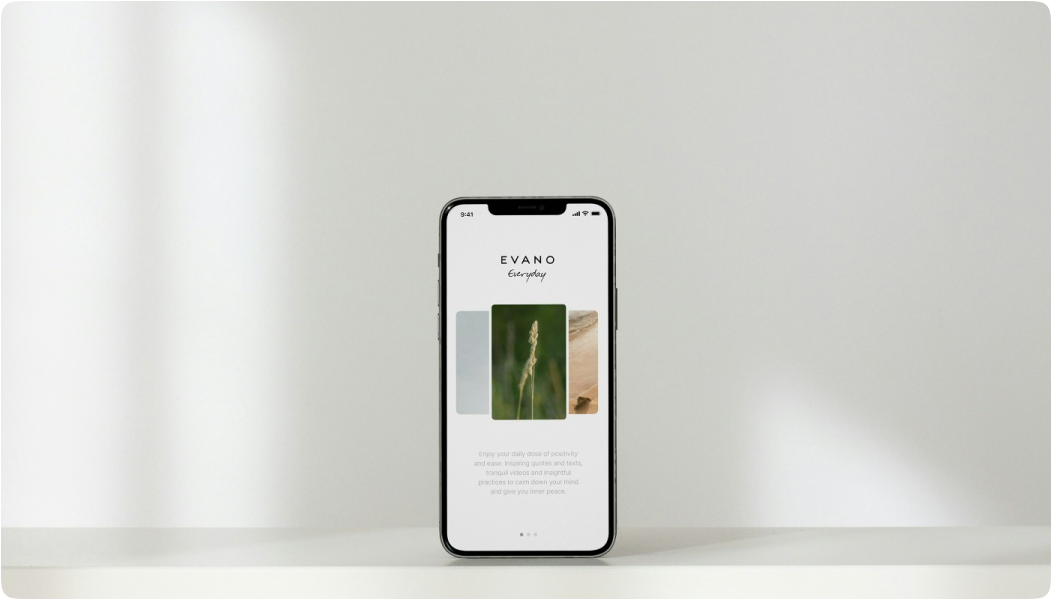 9:41
EVANO
Everyday
Enjoy your daily dose of positivity
and ease. Inspiring quotes and texts,
tranquil videos and insightful
practices to calm down your mind
and give you inner peace.